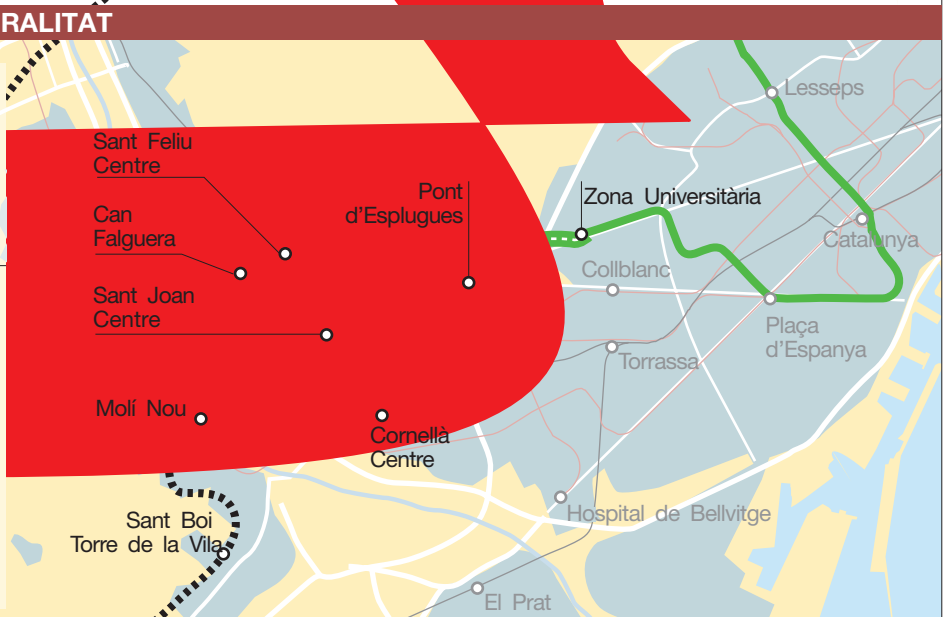 RALITAT
Lesseps
Sant Feliu
Centre
Pont
d'Esplugues
Zona Universitària
Can
Falguera
Catalunya
Collblanc
Sant Joan
Centre
Plaça
d'Espanya
Torrassa
Molí Nou
Cornellà
Centre
Sant Boi
Torre de la Vila
Hospital de Bellvitge
El Prat